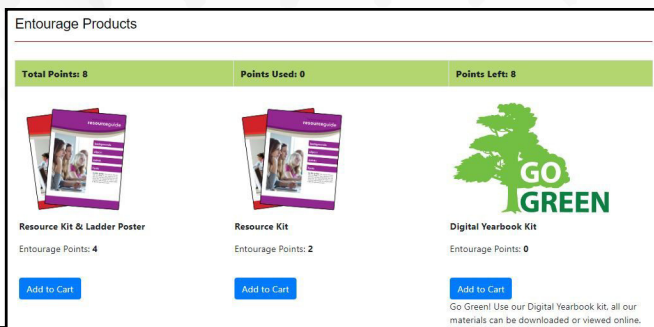 Entourage Products
Total Points: 8 Points Used: 0 Points Left: 8
resourceguide
resourceguide
GO
GREEN
Resource Kit & Ladder Poster Resource Kit Digital Yearbook Kit
Entourage Points: 4 Entourage Points: 2 Entourage Points: 0
Add to Cart Add to Cart Add to Cart
Go Green! Use our Digital Yearbook kit, all our
materials can be downloaded or viewed online.